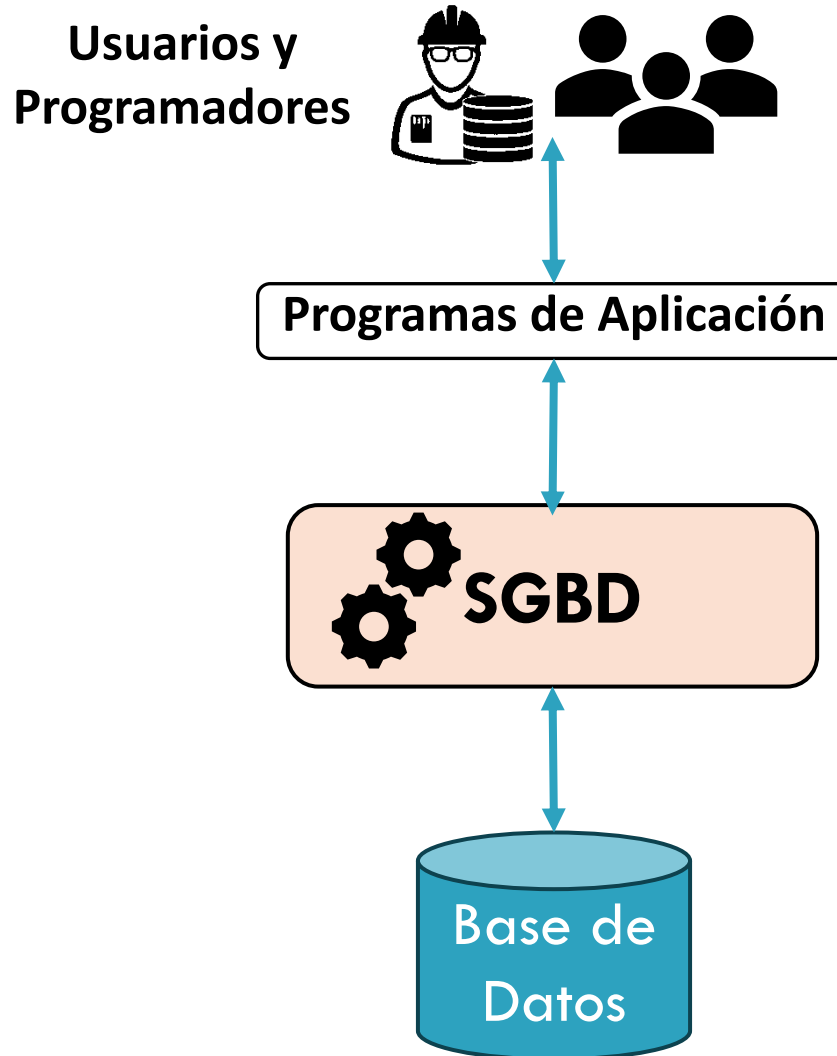 Usuarios y
Programadores
Programas de Aplicación
SGBD
Base de
Datos